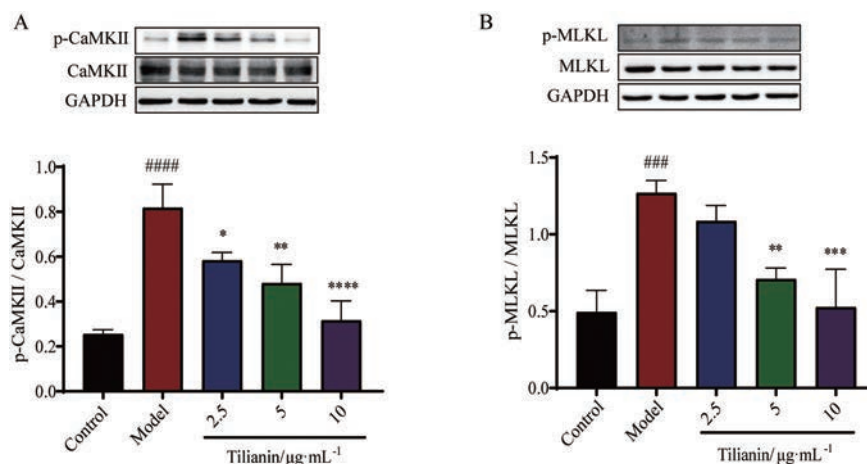 A
p-CaMKII
CaMKII
GAPDH
p-CaMKII / CaMKII
1.0
0.8
0.6
0.4
0.2
0.0
####
*
**
****
Control
Model
2.5
5
10
Tilianin/μg·mL⁻¹
B
p-MLKL
MLKL
GAPDH
p-MLKL / MLKL
1.5
1.0
0.5
0.0
###
**
***
Control
Model
2.5
5
10
Tilianin/μg·mL⁻¹